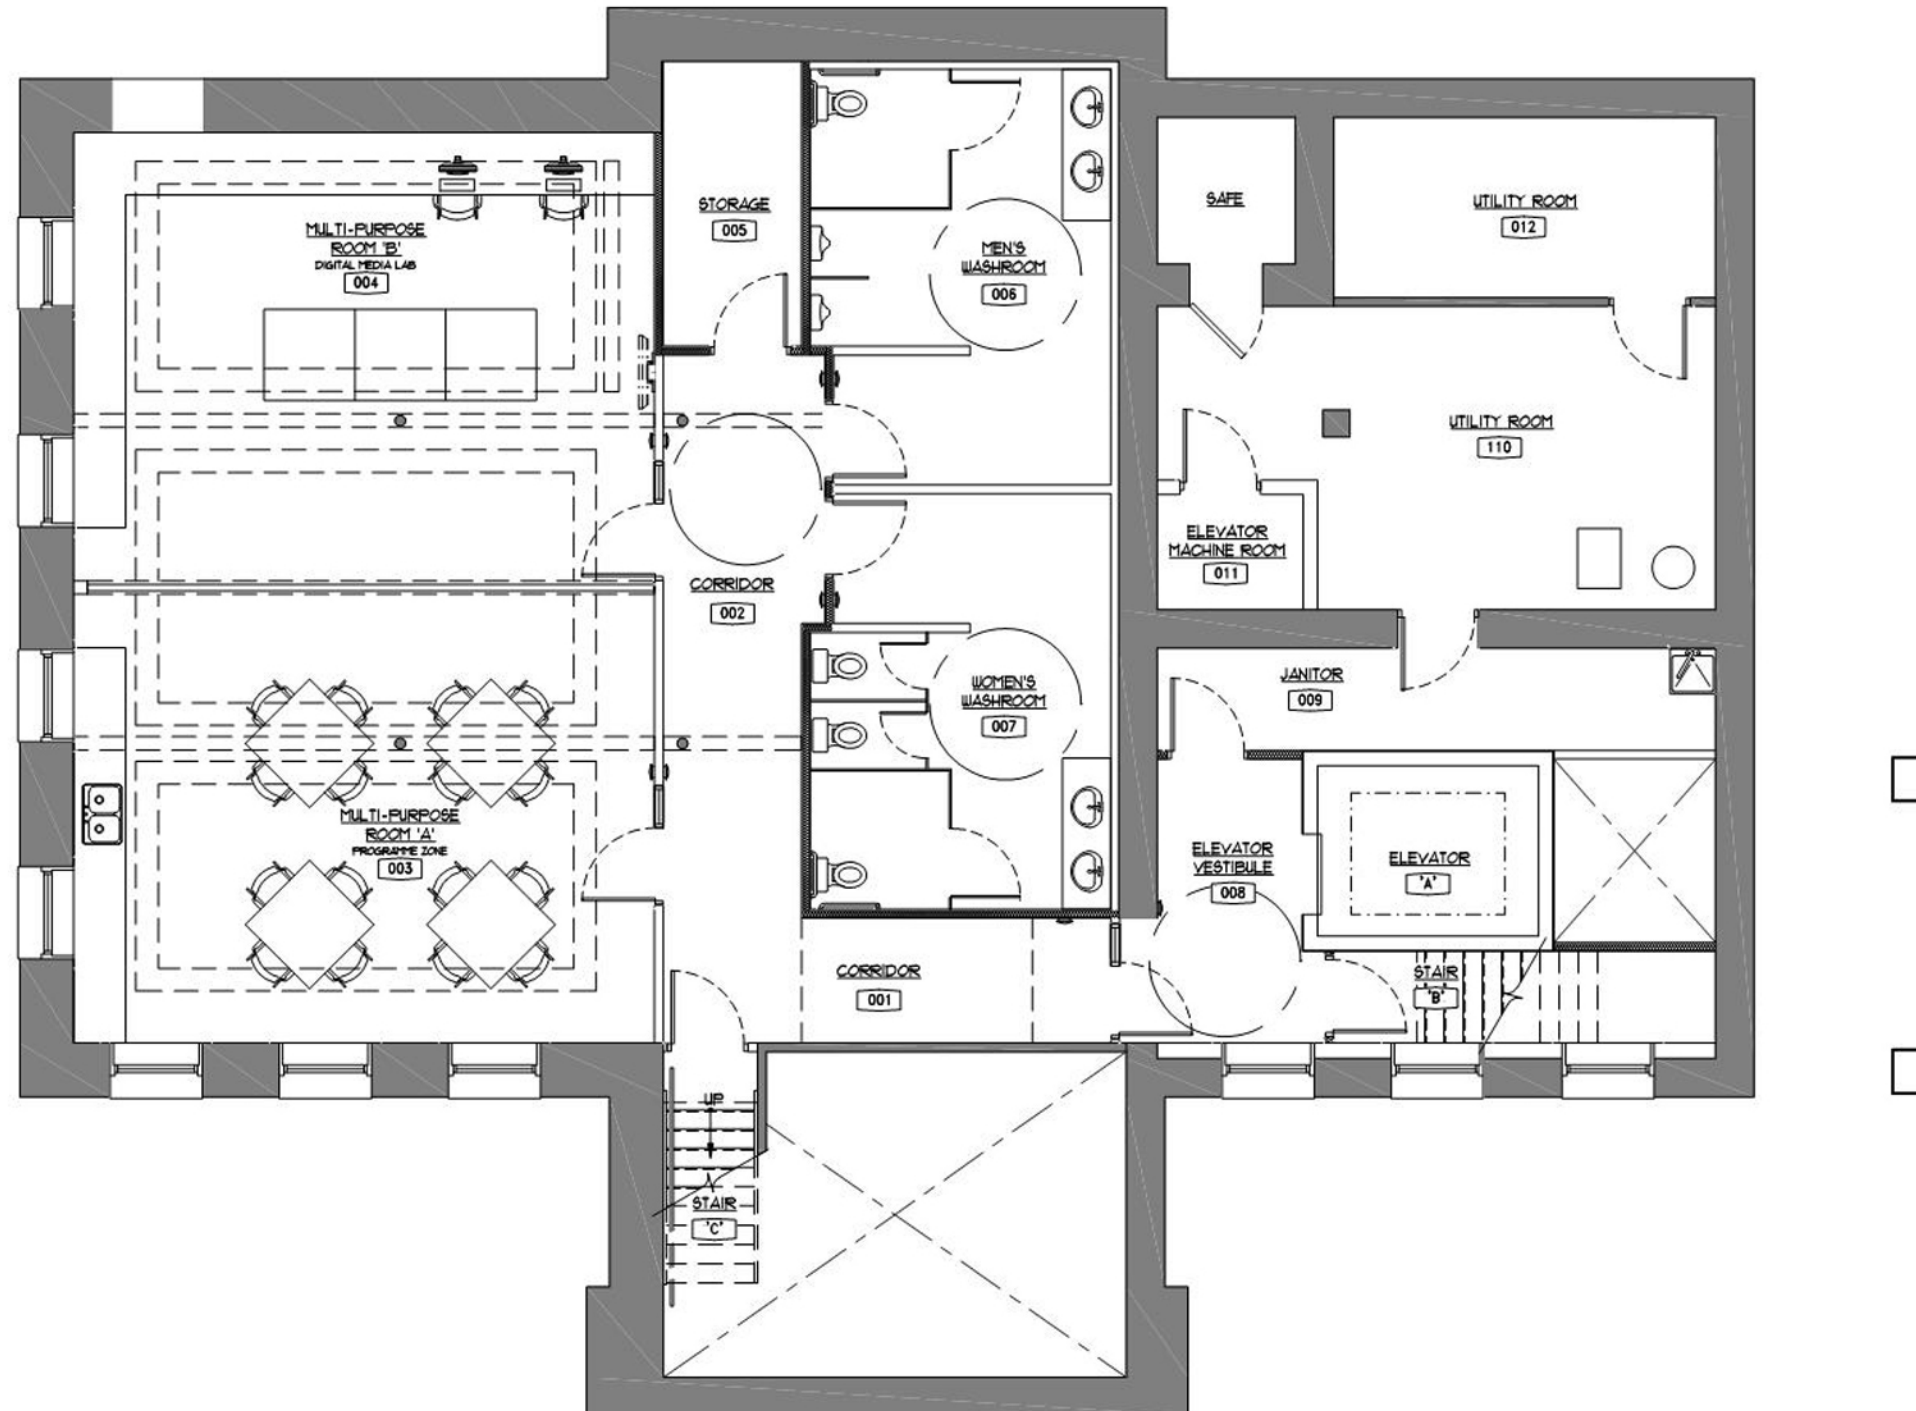 STORAGE
005
SAFE
UTILITY ROOM
012
MULTI-PURPOSE
ROOM 'B'
DIGITAL MEDIA LAB
004
MEN'S
WASHROOM
006
UTILITY ROOM
110
ELEVATOR
MACHINE ROOM
011
CORRIDOR
002
JANITOR
009
WOMEN'S
WASHROOM
007
MULTI-PURPOSE
ROOM 'A'
PROGRAMME ZONE
003
ELEVATOR
VESTIBULE
008
ELEVATOR
'A'
CORRIDOR
001
STAIR
'B'
UP
STAIR
'C'